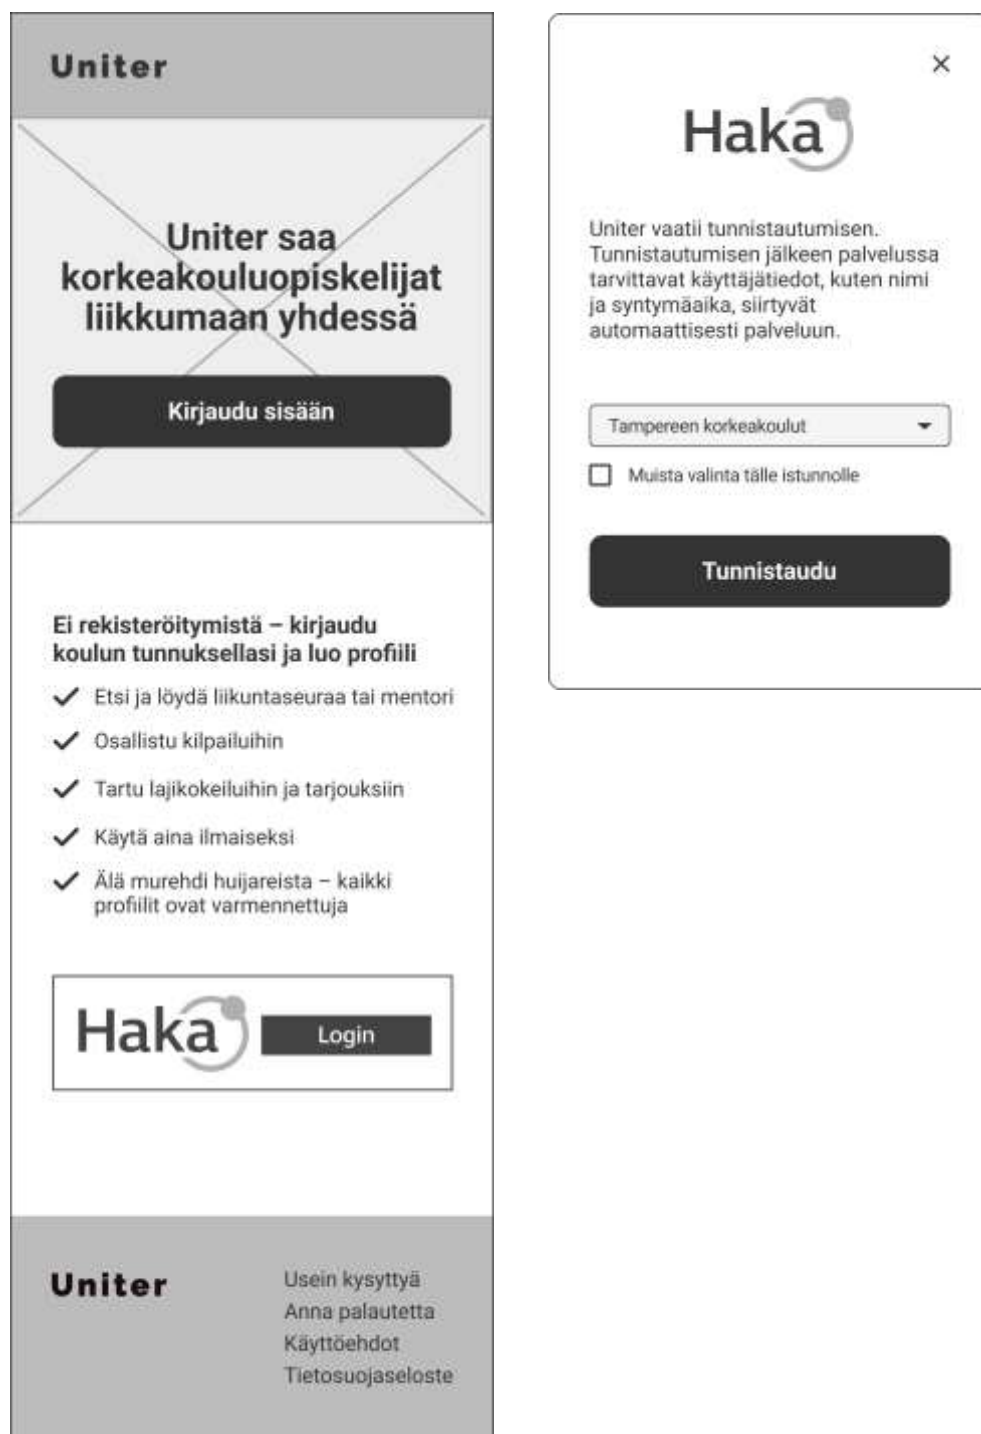 Uniter
Uniter saa
korkeakouluopiskelijat
liikkumaan yhdessä
Kirjaudu sisään
Ei rekisteröitymistä – kirjaudu
koulun tunnuksellasi ja luo profiili
Etsi ja löydä liikuntaseuraa tai mentori
Osallistu kilpailuihin
Tartu lajikokeiluihin ja tarjouksiin
Käytä aina ilmaiseksi
Älä murehdi huijareista – kaikki
profiilit ovat varmennettuja
Haka
Login
Uniter
Usein kysyttyä
Anna palautetta
Käyttöehdot
Tietosuojaseloste
Haka
Uniter vaatii tunnistautumisen.
Tunnistautumisen jälkeen palvelussa
tarvittavat käyttäjätiedot, kuten nimi
ja syntymäaika, siirtyvät
automaattisesti palveluun.
Tampereen korkeakoulut
Muista valinta tälle istunnolle
Tunnistaudu